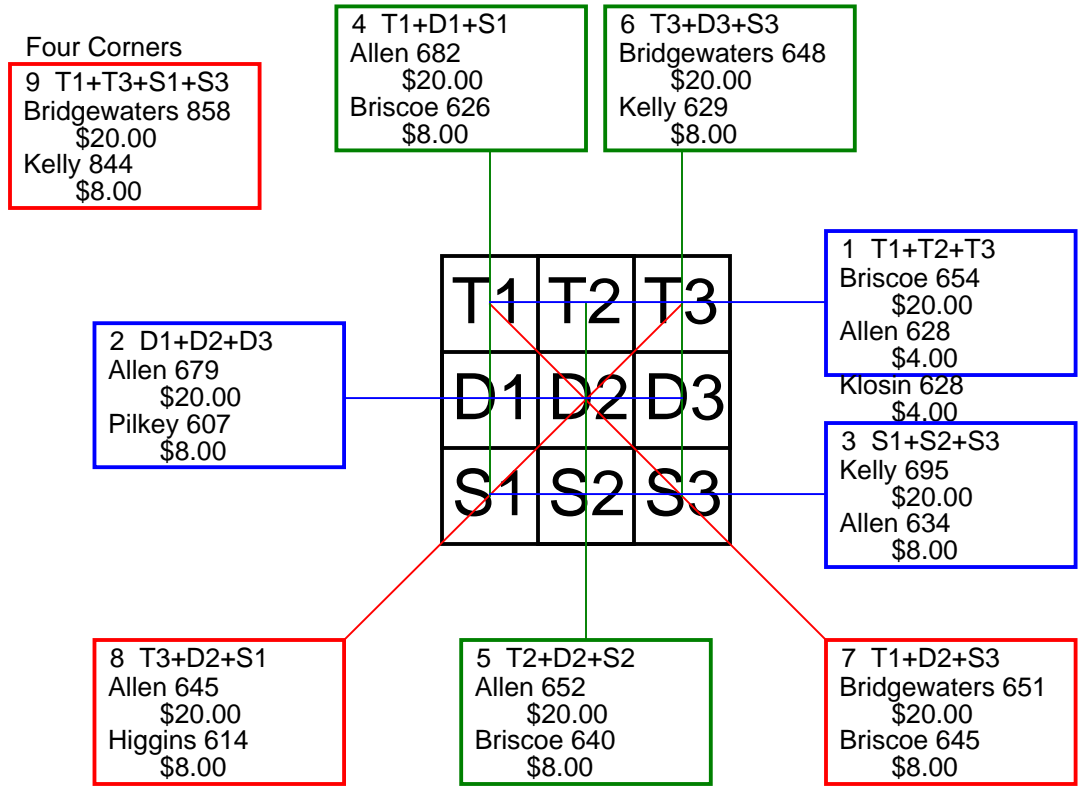 4 T1+D1+S1
Allen 682
$20.00
Briscoe 626
$8.00
6 T3+D3+S3
Bridgewaters 648
$20.00
Kelly 629
$8.00
Four Corners
9 T1+T3+S1+S3
Bridgewaters 858
$20.00
Kelly 844
$8.00
1 T1+T2+T3
Briscoe 654
$20.00
Allen 628
$4.00
Klosin 628
$4.00
T1 T2 T3
D1 D2 D3
S1 S2 S3
2 D1+D2+D3
Allen 679
$20.00
Pilkey 607
$8.00
3 S1+S2+S3
Kelly 695
$20.00
Allen 634
$8.00
8 T3+D2+S1
Allen 645
$20.00
Higgins 614
$8.00
5 T2+D2+S2
Allen 652
$20.00
Briscoe 640
$8.00
7 T1+D2+S3
Bridgewaters 651
$20.00
Briscoe 645
$8.00